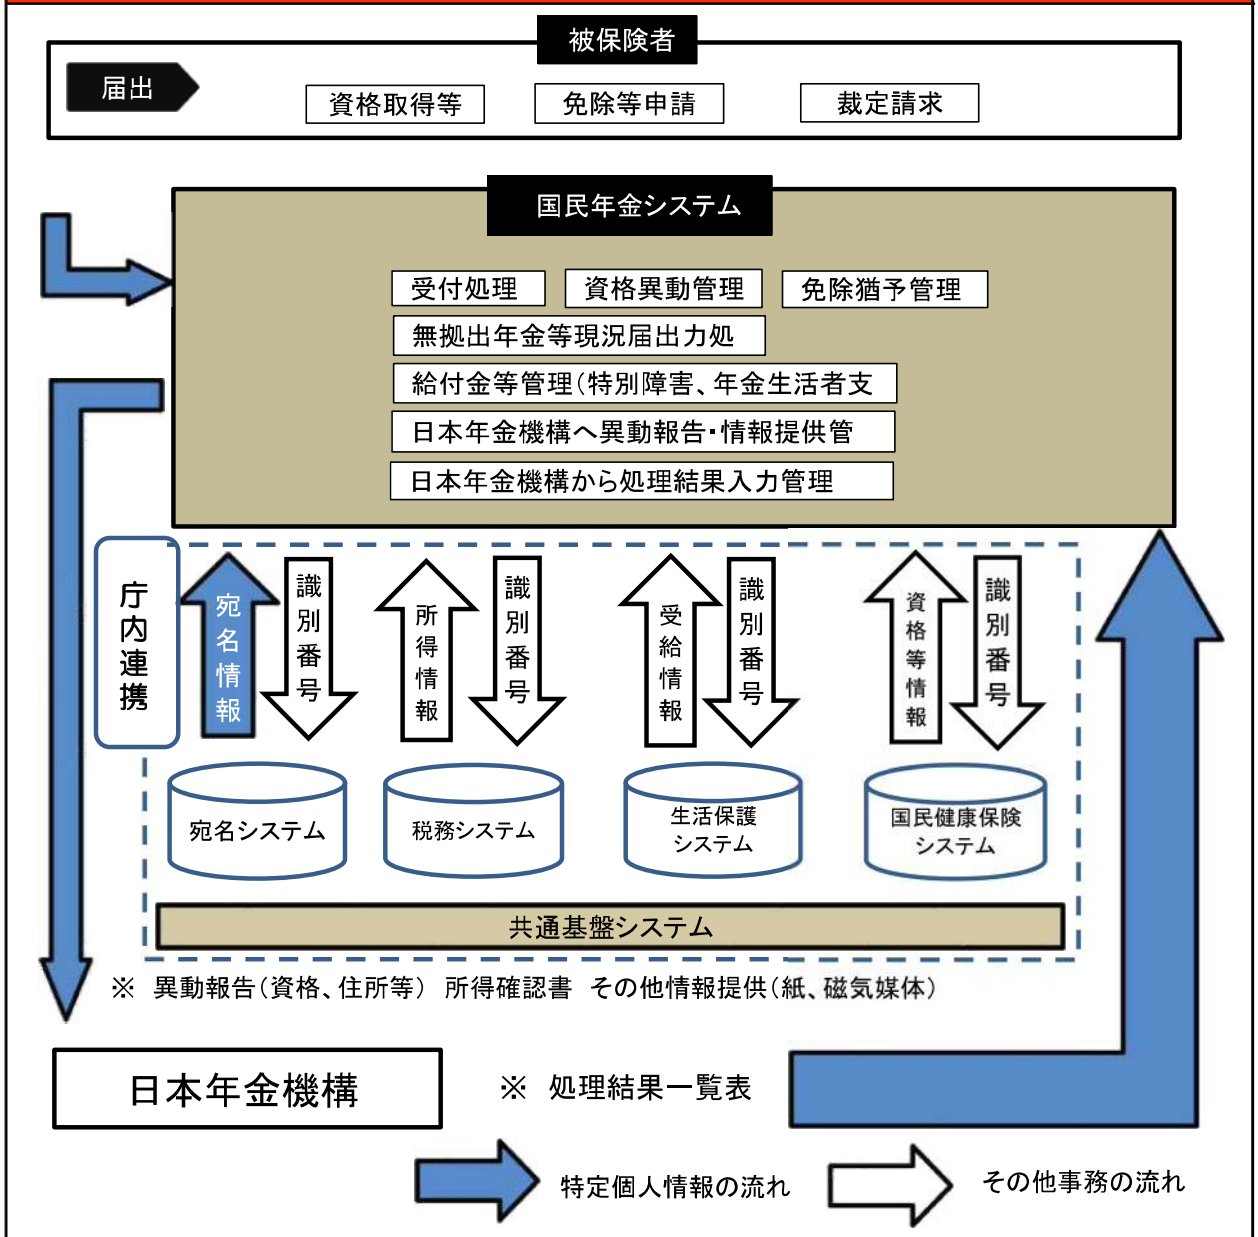 被保険者
届出
資格取得等
免除等申請
裁定請求
国民年金システム
受付処理
資格異動管理
免除猶予管理
無拠出年金等現況届出力処
給付金等管理（特別障害、年金生活者支
日本年金機構へ異動報告・情報提供管
日本年金機構から処理結果入力管理
庁内連携
宛名情報
識別番号
所得情報
識別番号
受給情報
識別番号
資格等情報
識別番号
宛名システム
税務システム
生活保護
システム
国民健康保険
システム
共通基盤システム
※ 異動報告（資格、住所等） 所得確認書 その他情報提供（紙、磁気媒体）
日本年金機構
※ 処理結果一覧表
特定個人情報の流れ
その他事務の流れ